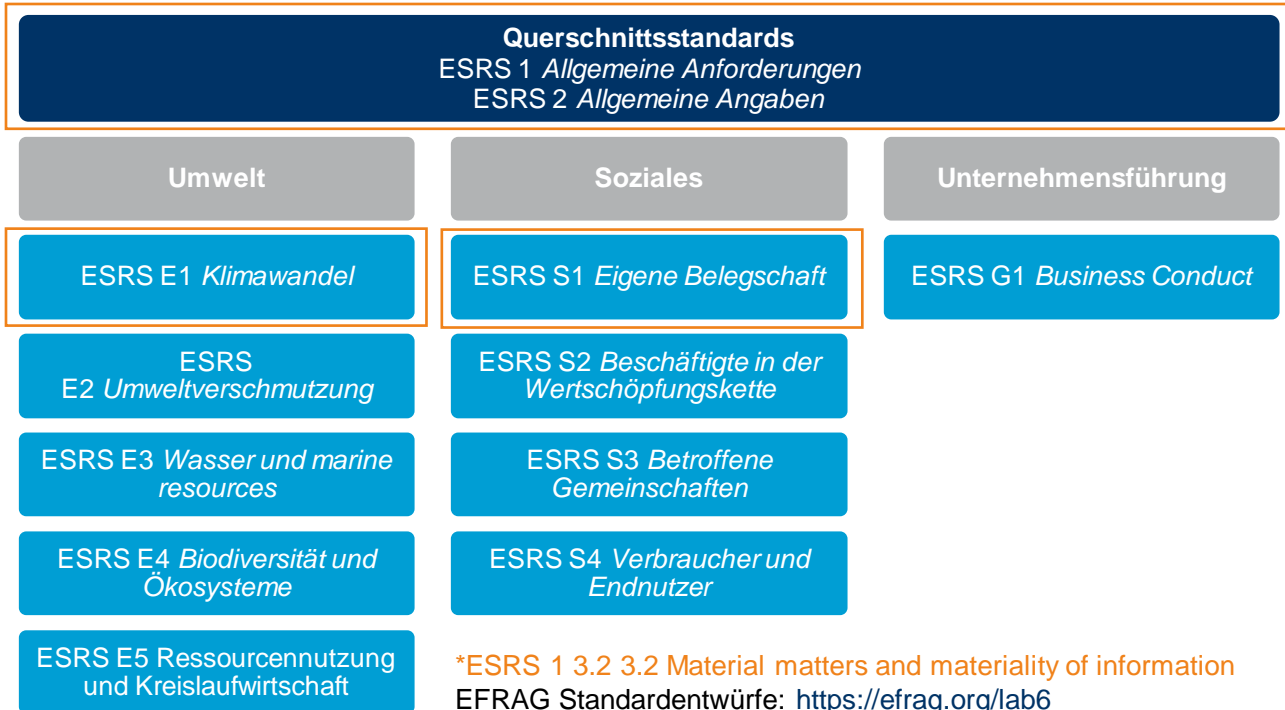 Querschnittsstandards
ESRS 1 Allgemeine Anforderungen
ESRS 2 Allgemeine Angaben
Umwelt
Soziales
Unternehmensführung
ESRS E1 Klimawandel
ESRS S1 Eigene Belegschaft
ESRS G1 Business Conduct
ESRS
E2 Umweltverschmutzung
ESRS S2 Beschäftigte in der
Wertschöpfungskette
ESRS E3 Wasser und marine
resources
ESRS S3 Betroffene
Gemeinschaften
ESRS E4 Biodiversität und
Ökosysteme
ESRS S4 Verbraucher und
Endnutzer
ESRS E5 Ressourcennutzung
und Kreislaufwirtschaft
*ESRS 1 3.2 3.2 Material matters and materiality of information
EFRAG Standardentwürfe: https://efrag.org/lab6